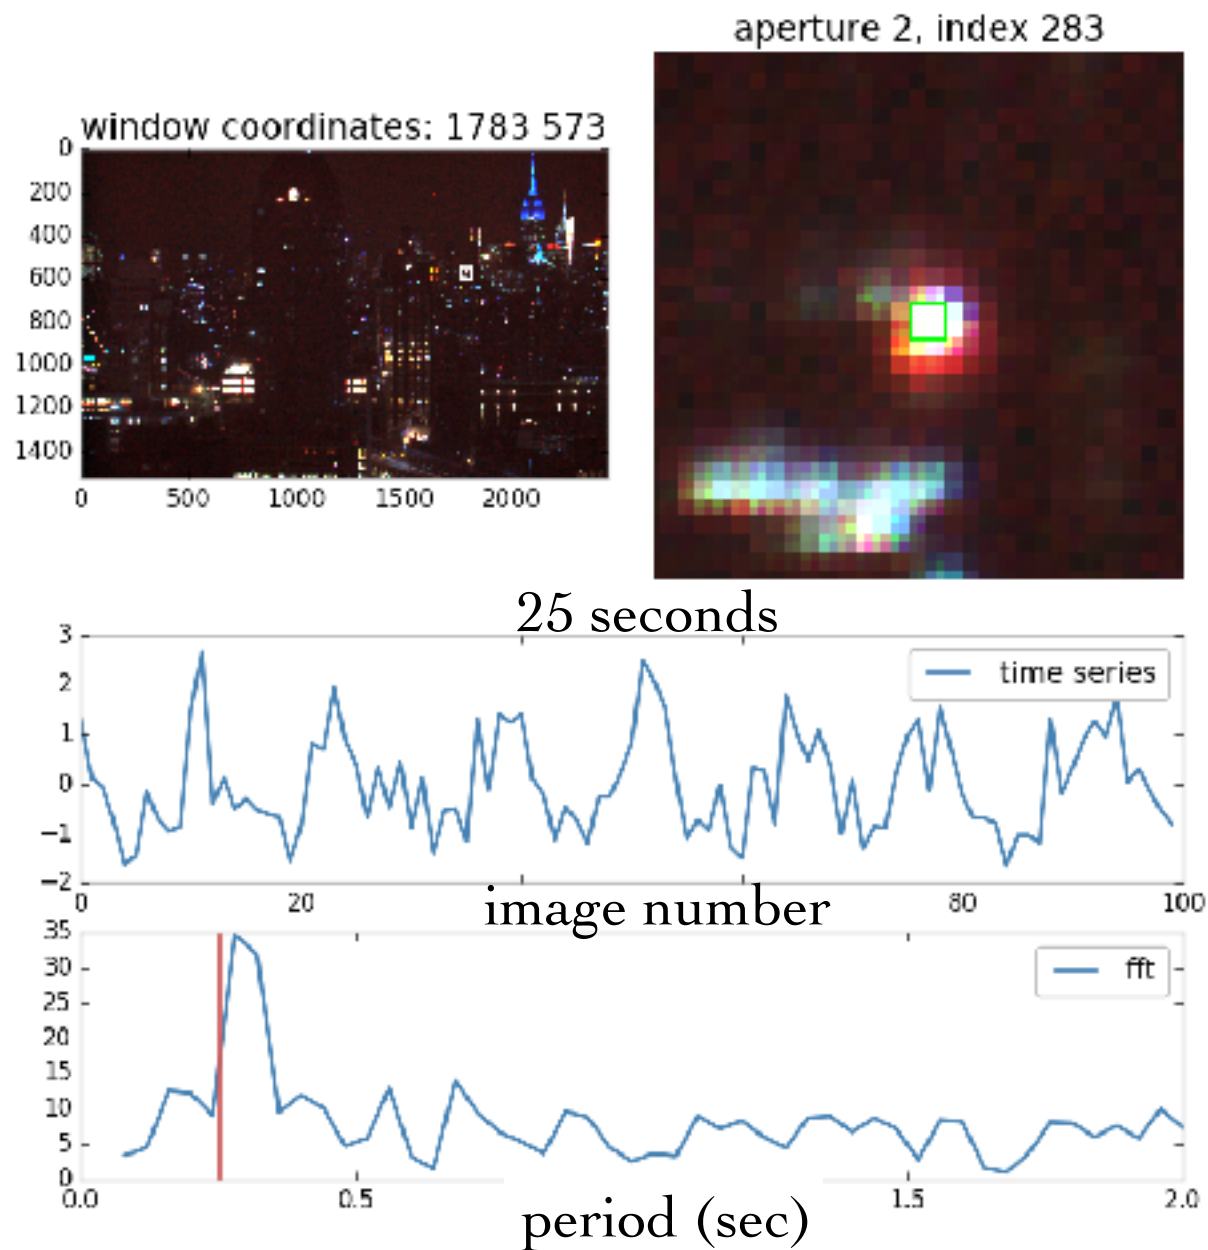 aperture 2, index 283
window coordinates: 1783 573
0
200
400
600
800
1000
1200
1400
0 500 1000 1500 2000
25 seconds
3
2
1
0
−1
−2
time series
0 20 image number 80 100
35
30
25
20
15
10
5
0
fft
0.0 0.5 1.5 2.0
period (sec)